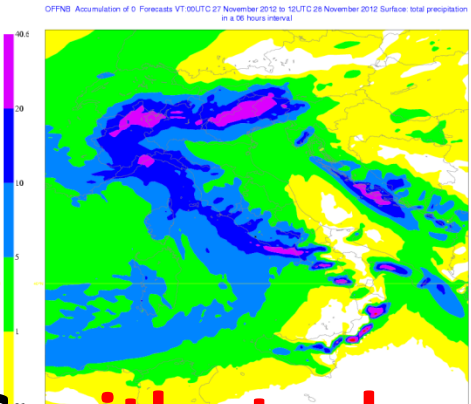 OFFNB Accumulation of 0 Forecasts VT:00UTC 27 November 2012 to 12UTC 28 November 2012 Surface: total precipitation
in a 06 hours interval
40.6
20
10
5
1